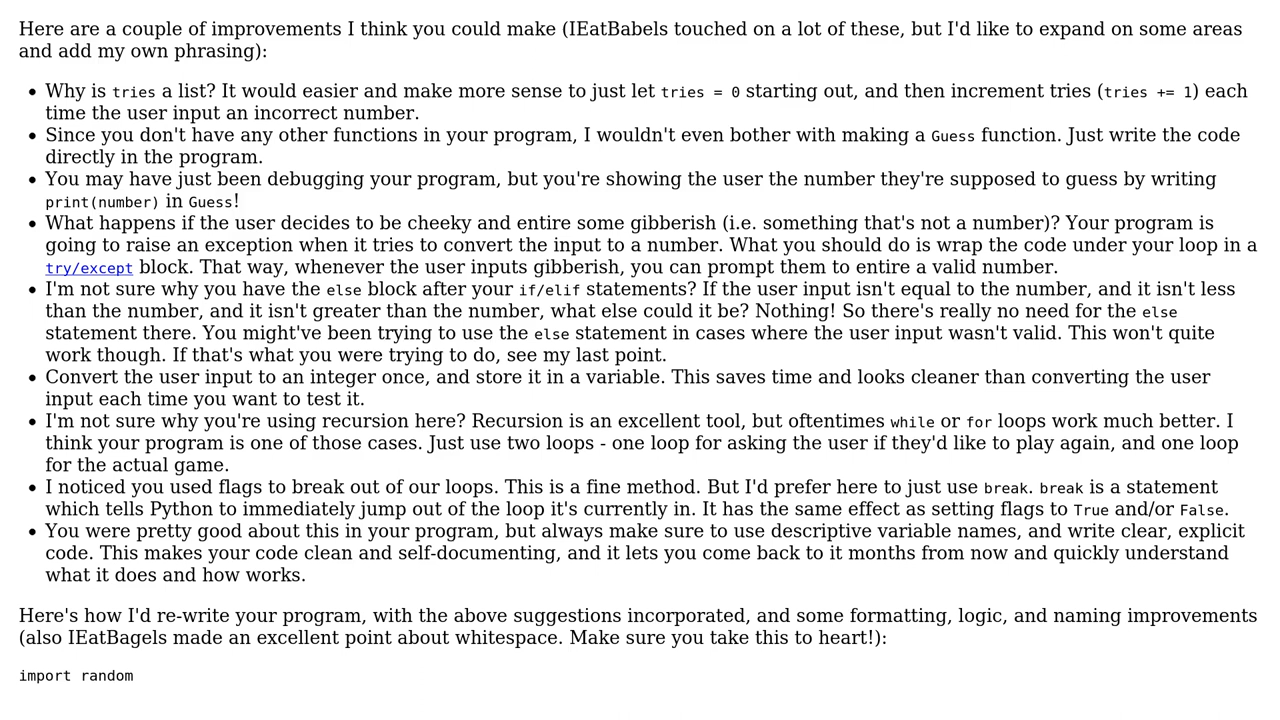 Here are a couple of improvements I think you could make (IEatBabels touched on a lot of these, but I'd like to expand on some areas
and add my own phrasing):
• Why is tries a list? It would easier and make more sense to just let tries = 0 starting out, and then increment tries (tries += 1) each
time the user input an incorrect number.
• Since you don't have any other functions in your program, I wouldn't even bother with making a Guess function. Just write the code
directly in the program.
• You may have just been debugging your program, but you're showing the user the number they're supposed to guess by writing
print(number) in Guess!
• What happens if the user decides to be cheeky and entire some gibberish (i.e. something that's not a number)? Your program is
going to raise an exception when it tries to convert the input to a number. What you should do is wrap the code under your loop in a
try/except block. That way, whenever the user inputs gibberish, you can prompt them to entire a valid number.
• I'm not sure why you have the else block after your if/elif statements? If the user input isn't equal to the number, and it isn't less
than the number, and it isn't greater than the number, what else could it be? Nothing! So there's really no need for the else
statement there. You might've been trying to use the else statement in cases where the user input wasn't valid. This won't quite
work though. If that's what you were trying to do, see my last point.
• Convert the user input to an integer once, and store it in a variable. This saves time and looks cleaner than converting the user
input each time you want to test it.
• I'm not sure why you're using recursion here? Recursion is an excellent tool, but oftentimes while or for loops work much better. I
think your program is one of those cases. Just use two loops - one loop for asking the user if they'd like to play again, and one loop
for the actual game.
• I noticed you used flags to break out of our loops. This is a fine method. But I'd prefer here to just use break. break is a statement
which tells Python to immediately jump out of the loop it's currently in. It has the same effect as setting flags to True and/or False.
• You were pretty good about this in your program, but always make sure to use descriptive variable names, and write clear, explicit
code. This makes your code clean and self-documenting, and it lets you come back to it months from now and quickly understand
what it does and how works.
Here's how I'd re-write your program, with the above suggestions incorporated, and some formatting, logic, and naming improvements
(also IEatBagels made an excellent point about whitespace. Make sure you take this to heart!):
import random